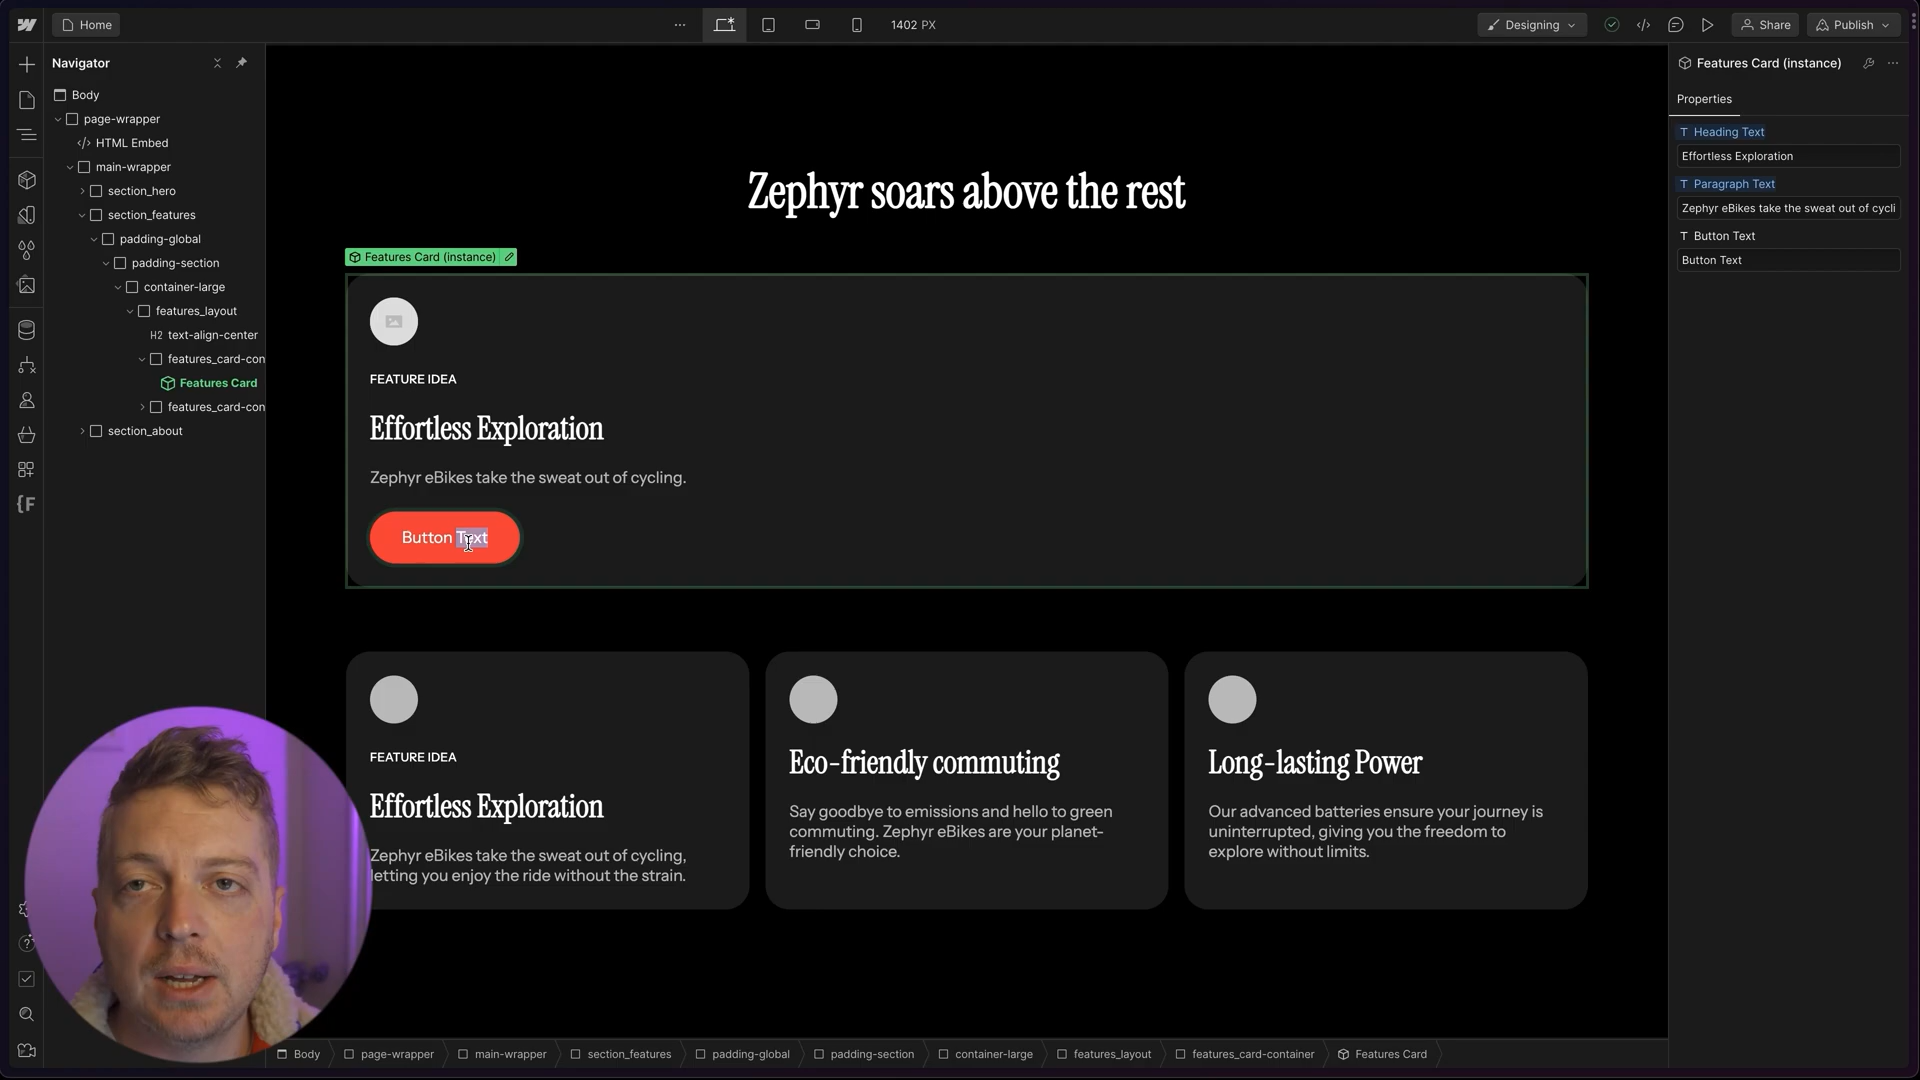 Home
1402 PX
Designing
Share
Publish
Navigator
Body
page-wrapper
HTML Embed
main-wrapper
section_hero
section_features
padding-global
padding-section
container-large
features_layout
H2 text-align-center
features_card-con
Features Card
features_card-con
section_about
Zephyr soars above the rest
Features Card (instance)
FEATURE IDEA
Effortless Exploration
Zephyr eBikes take the sweat out of cycling.
Button Text
FEATURE IDEA
Effortless Exploration
Zephyr eBikes take the sweat out of cycling,
letting you enjoy the ride without the strain.
Eco-friendly commuting
Say goodbye to emissions and hello to green
commuting. Zephyr eBikes are your planet-
friendly choice.
Long-lasting Power
Our advanced batteries ensure your journey is
uninterrupted, giving you the freedom to
explore without limits.
Features Card (instance)
Properties
T Heading Text
Effortless Exploration
T Paragraph Text
Zephyr eBikes take the sweat out of cycli
T Button Text
Button Text
Body
page-wrapper
main-wrapper
section_features
padding-global
padding-section
container-large
features_layout
features_card-container
Features Card